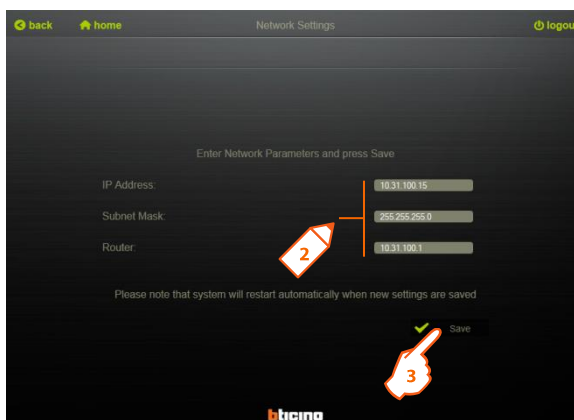 back home Network Settings logou
Enter Network Parameters and press Save
IP Address: 10.31.100.15
Subnet Mask: 255.255.255.0
Router: 10.31.100.1
2
Please note that system will restart automatically when new settings are saved
Save
3
bticino